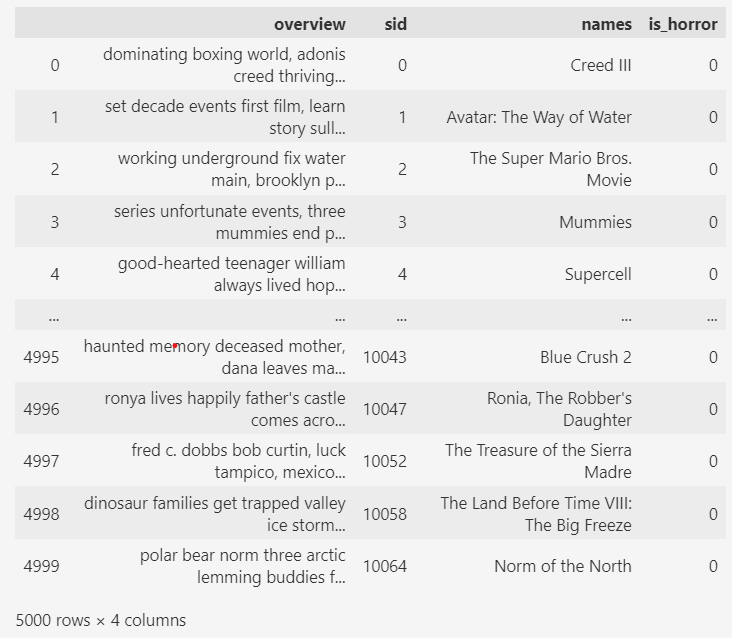 overview sid names is_horror
0 dominating boxing world, adonis creed thriving... 0 Creed III 0
1 set decade events first film, learn story sull... 1 Avatar: The Way of Water 0
2 working underground fix water main, brooklyn p... 2 The Super Mario Bros. Movie 0
3 series unfortunate events, three mummies end p... 3 Mummies 0
4 good-hearted teenager william always lived hop... 4 Supercell 0
... ... ... ... ...
4995 haunted memory deceased mother, dana leaves ma... 10043 Blue Crush 2 0
4996 ronya lives happily father's castle comes acro... 10047 Ronia, The Robber's Daughter 0
4997 fred c. dobbs bob curtin, luck tampico, mexico... 10052 The Treasure of the Sierra Madre 0
4998 dinosaur families get trapped valley ice storm... 10058 The Land Before Time VIII: The Big Freeze 0
4999 polar bear norm three arctic lemming buddies f... 10064 Norm of the North 0
5000 rows × 4 columns